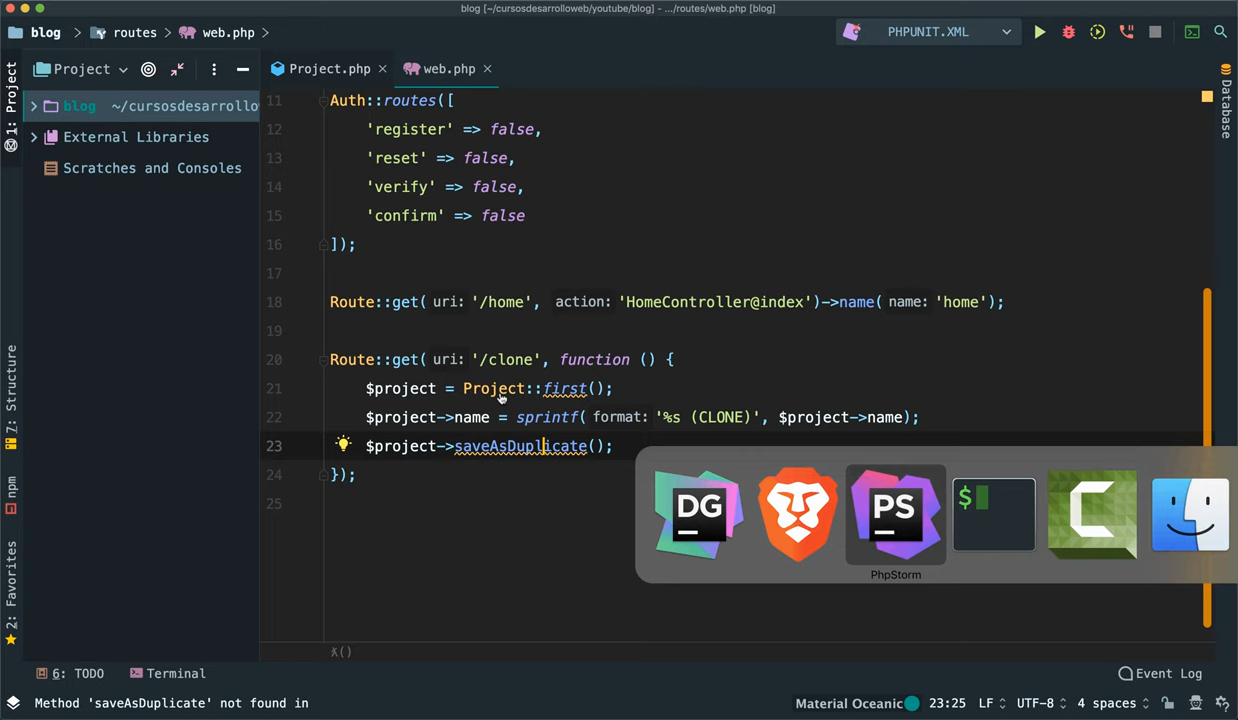 blog [~/cursosdesarrolloweb/youtube/blog] - .../routes/web.php [blog]
blog routes web.php PHPUNIT.XML
1: Project
Project
Project.php web.php
Database
blog ~/cursosdesarrollo
External Libraries
Scratches and Consoles
11 Auth::routes([
12 'register' => false,
13 'reset' => false,
14 'verify' => false,
15 'confirm' => false
16 ]);
17
18 Route::get( uri: '/home', action: 'HomeController@index')->name( name: 'home');
19
20 Route::get( uri: '/clone', function () {
21 $project = Project::first();
22 $project->name = sprintf( format: '%s (CLONE)', $project->name);
23 $project->saveAsDuplicate();
24 });
25
7: Structure
npm
2: Favorites
DG
PS
$
C
PhpStorm
λ()
6: TODO Terminal Event Log
Method 'saveAsDuplicate' not found in Material Oceanic 23:25 LF UTF-8 4 spaces